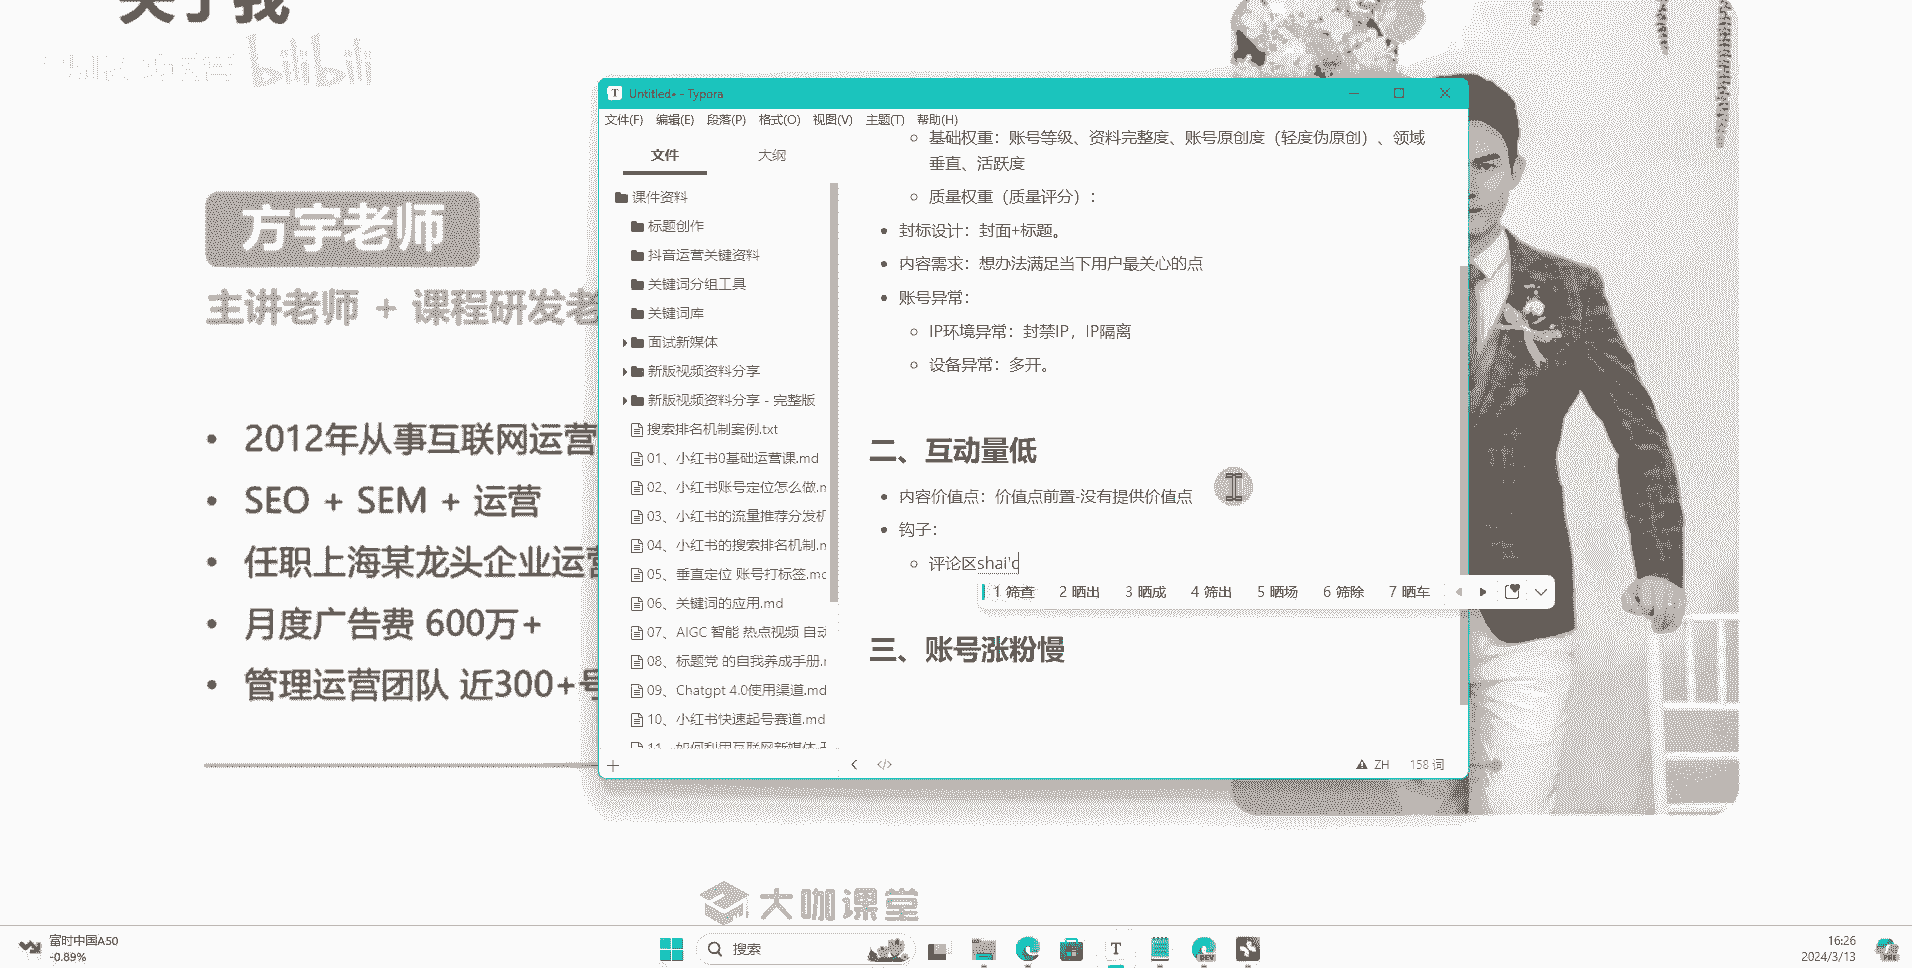 关于我
bilibili
方宇老师
主讲老师 + 课程研发老
2012年从事互联网运营
SEO + SEM + 运营
任职上海某龙头企业运营
月度广告费 600万+
管理运营团队 近300+号
Untitled• - Typora
文件(F) 编辑(E) 段落(P) 格式(O) 视图(V) 主题(T) 帮助(H)
文件 大纲
课件资料
标题创作
抖音运营关键资料
关键词分组工具
关键词库
面试新媒体
新版视频资料分享
新版视频资料分享 - 完整版
搜索排名机制案例.txt
01、小红书0基础运营课.md
02、小红书账号定位怎么做.m
03、小红书的流量推荐分发机
04、小红书的搜索排名机制.m
05、垂直定位 账号打标签.md
06、关键词的应用.md
07、AIGC 智能 热点视频 自动
08、标题党 的自我养成手册.m
09、Chatgpt 4.0使用渠道.md
10、小红书快速起号赛道.md
11、如何利用互联网新媒体
基础权重：账号等级、资料完整度、账号原创度（轻度伪原创）、领域
垂直、活跃度
质量权重（质量评分）：
封标设计：封面+标题。
内容需求：想办法满足当下用户最关心的点
账号异常：
IP环境异常：封禁IP，IP隔离
设备异常：多开。
二、互动量低
内容价值点：价值点前置-没有提供价值点
钩子：
评论区shai'c
1 筛查 2 晒出 3 晒成 4 筛出 5 晒场 6 筛除 7 晒车
三、账号涨粉慢
ZH 158 词
大咖课堂
富时中国A50
-0.89%
搜索
T
DEV
16:26
2024/3/13
PRE